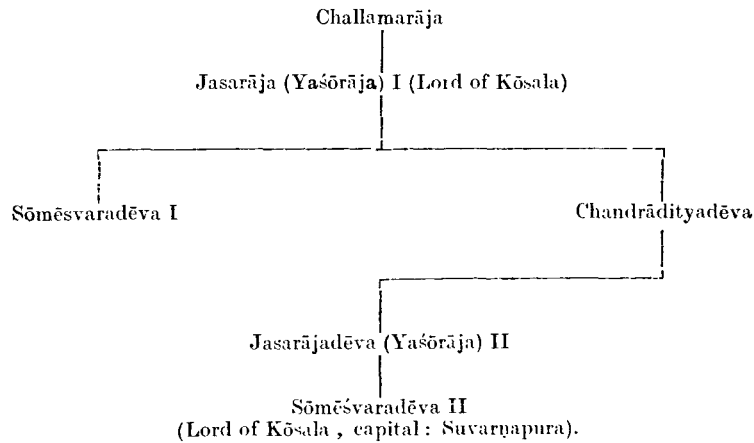 Challamarāja
Jasarāja (Yaśōrāja) I (Lord of Kōsala)
Sōmēsvaradēva I Chandrādityadēva
Jasarājadēva (Yaśōrāja) II
Sōmēśvaradēva II
(Lord of Kōsala , capital : Suvarṇapura).